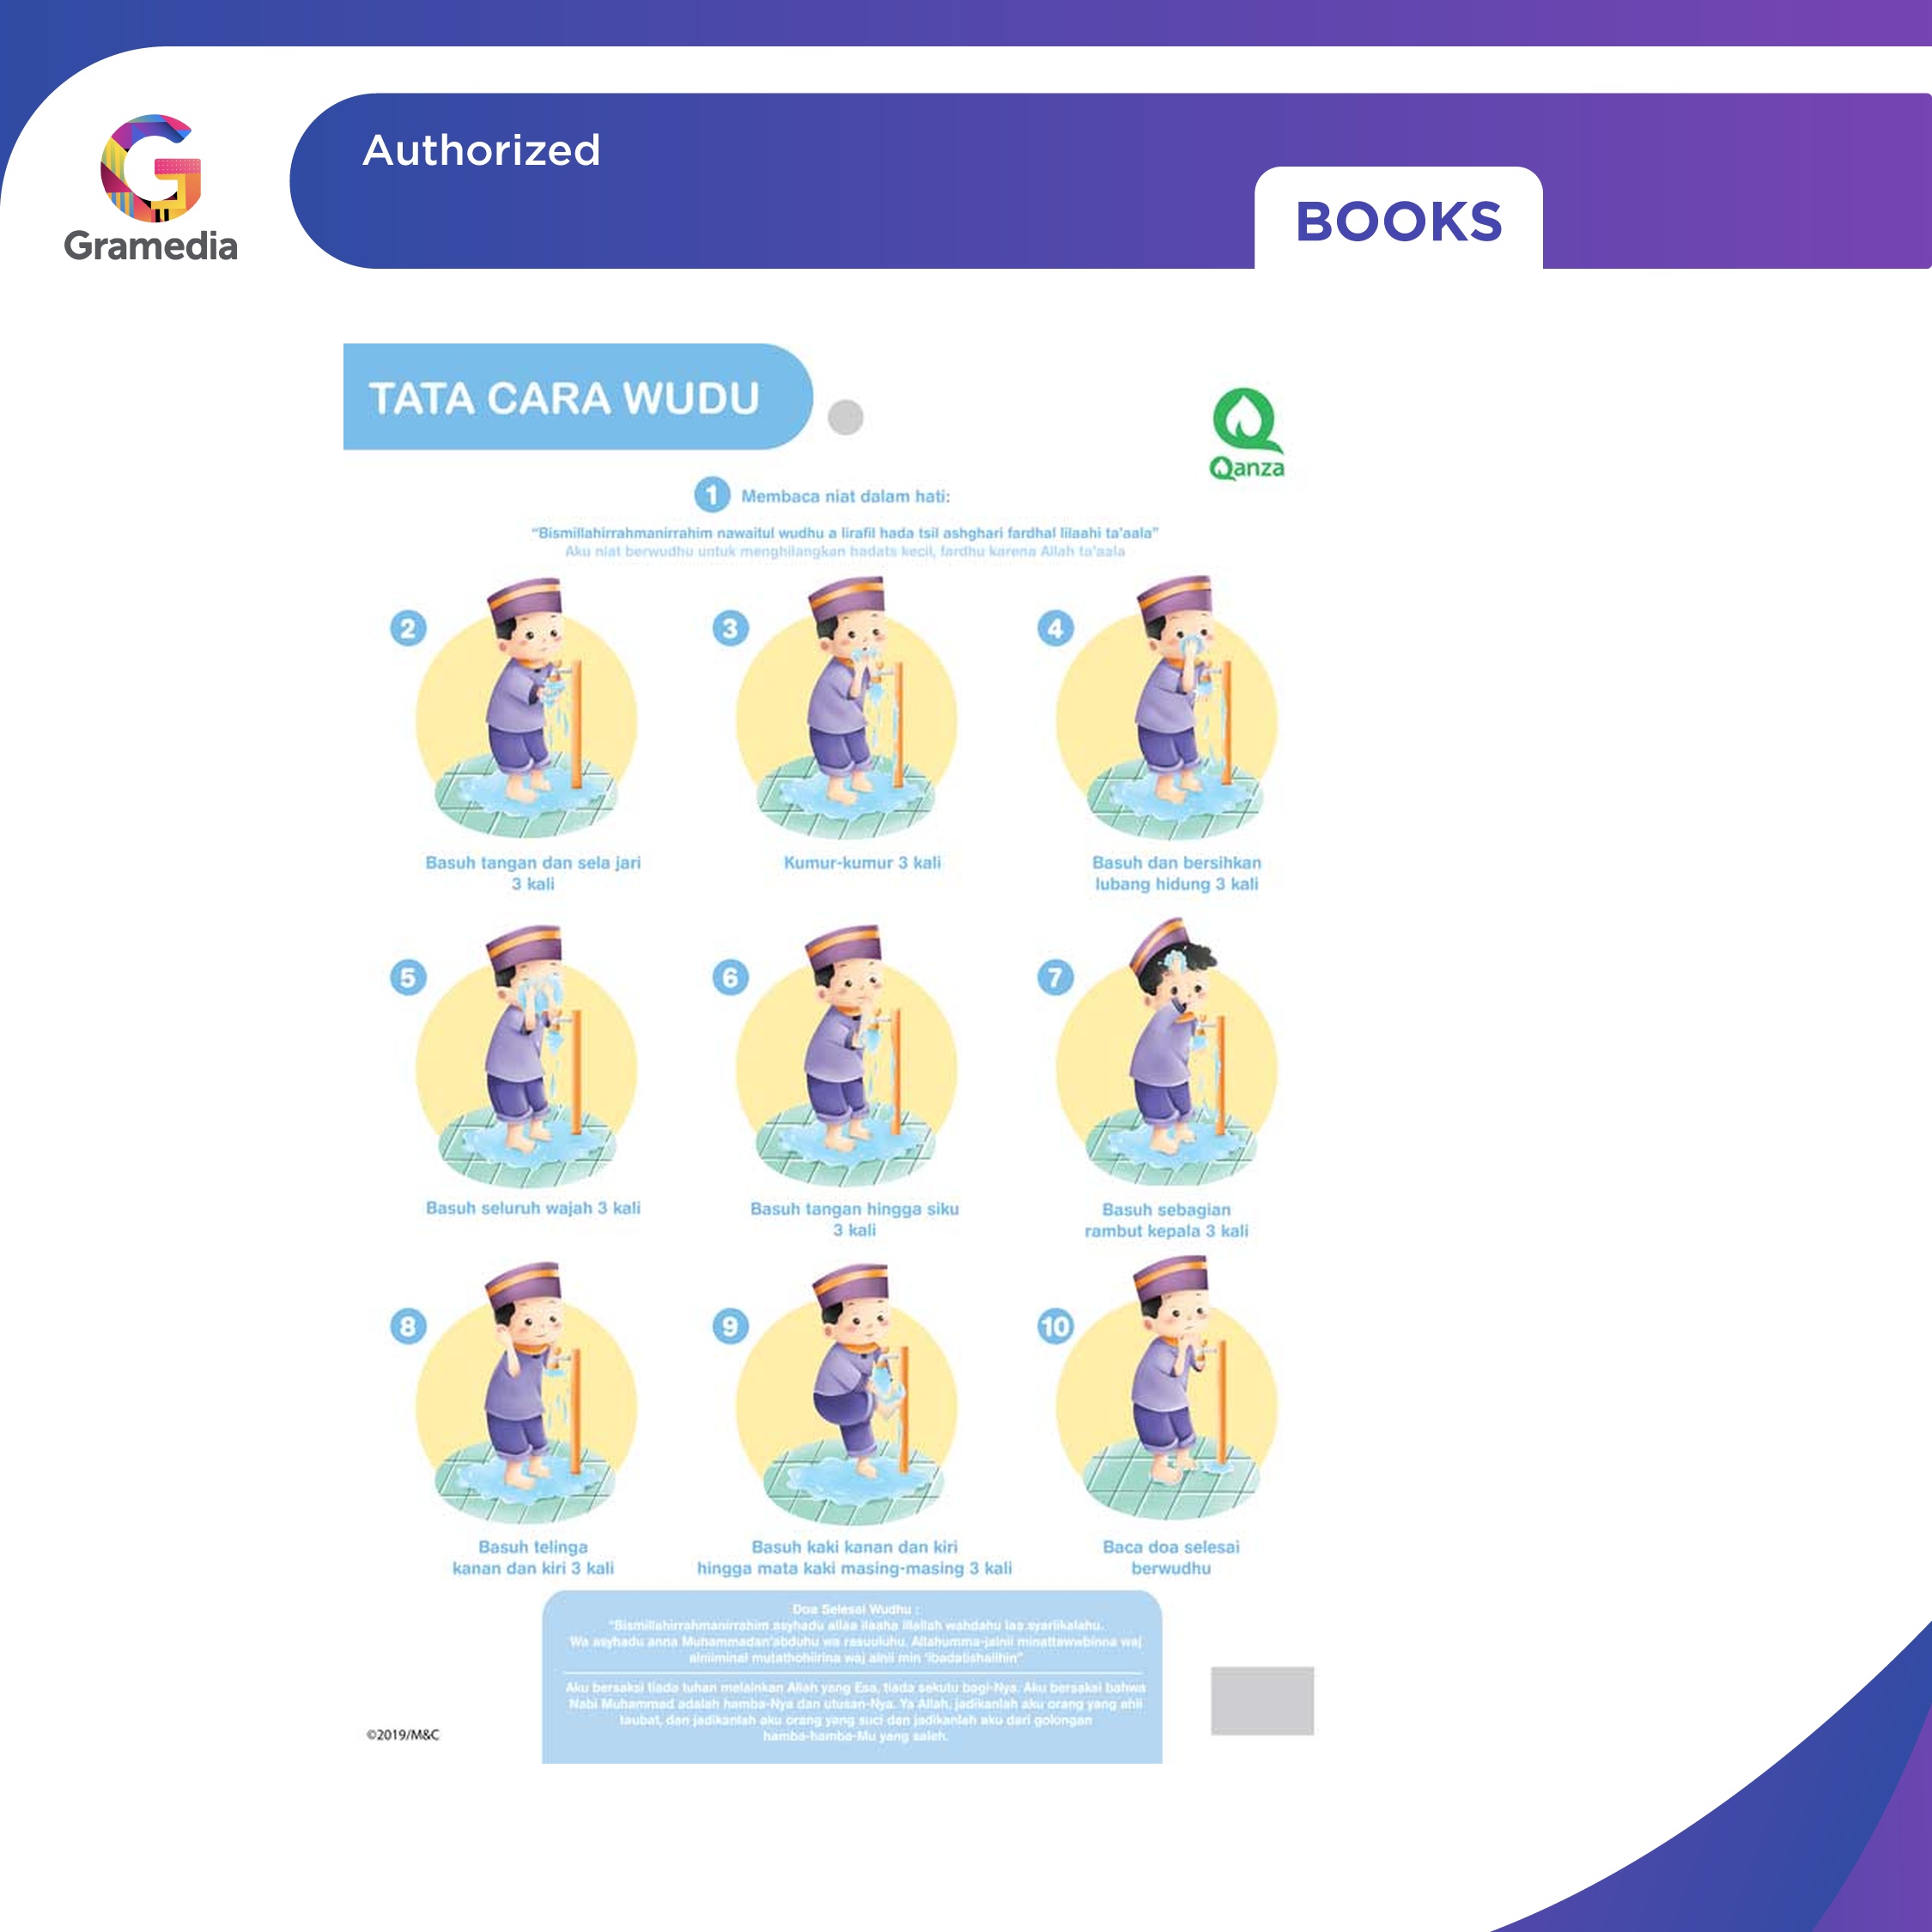 Gramedia
Authorized
BOOKS
TATA CARA WUDU
Qanza
1 Membaca niat dalam hati:
"Bismillahirrahmanirrahim nawaitul wudhu a lirafil hada tsil ashghari fardhal lilaahi ta'aala"
Aku niat berwudhu untuk menghilangkan hadats kecil, fardhu karena Allah ta'aala
2
Basuh tangan dan sela jari
3 kali
3
Kumur-kumur 3 kali
4
Basuh dan bersihkan
lubang hidung 3 kali
5
Basuh seluruh wajah 3 kali
6
Basuh tangan hingga siku
3 kali
7
Basuh sebagian
rambut kepala 3 kali
8
Basuh telinga
kanan dan kiri 3 kali
9
Basuh kaki kanan dan kiri
hingga mata kaki masing-masing 3 kali
10
Baca doa selesai
berwudhu
Doa Selesai Wudhu :
"Bismillahirrahmanirrahim asyhadu allaa ilaaha illallah wahdahu laa syariikalahu.
Wa asyhadu anna Muhammadan'abduhu wa rasuuluhu. Allahumma-jalnii minattawwbinna waj
alniiminal mutathohiirina waj alnii min 'ibadatishalihin"
Aku bersaksi tiada tuhan melainkan Allah yang Esa, tiada sekutu bagi-Nya. Aku bersaksi bahwa
Nabi Muhammad adalah hamba-Nya dan utusan-Nya. Ya Allah, jadikanlah aku orang yang ahli
taubat, dan jadikanlah aku orang yang suci dan jadikanlah aku dari golongan
hamba-hamba-Mu yang saleh.
©2019/M&C